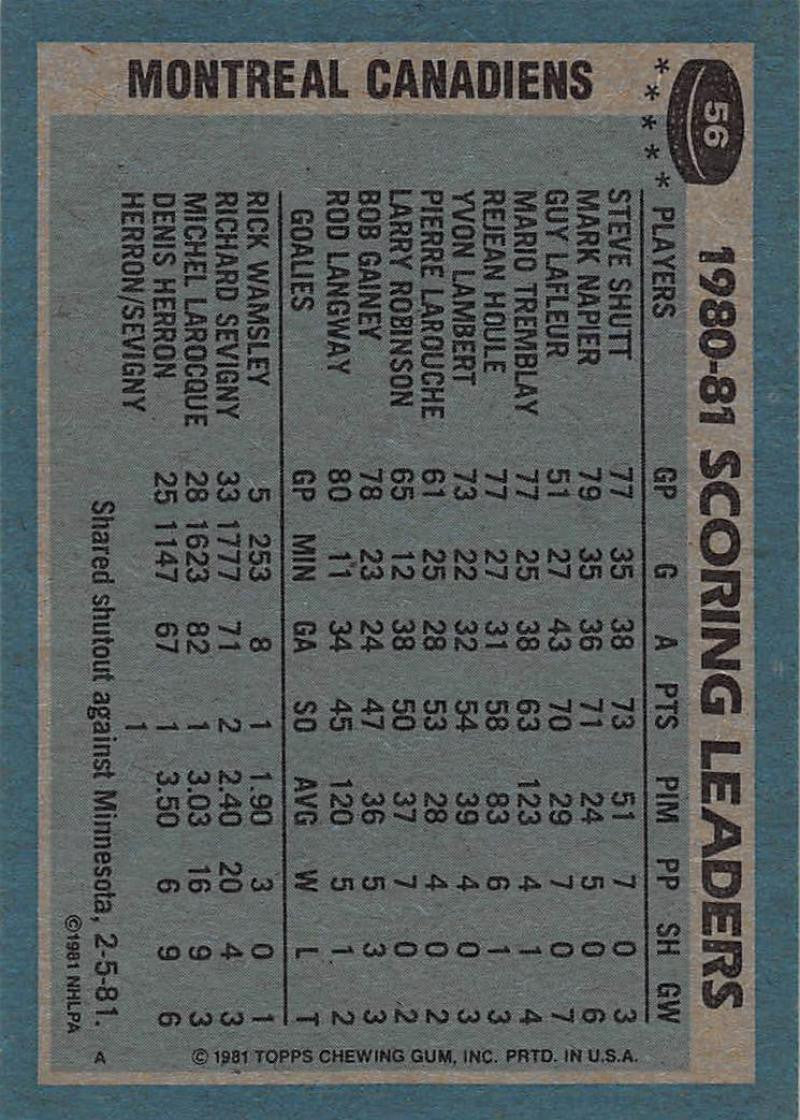 56
1980-81 SCORING LEADERS
MONTREAL CANADIENS
* * * * *
PLAYERS GP G A PTS PIM PP SH GW
STEVE SHUTT 77 35 38 73 51 7 0 3
MARK NAPIER 79 35 36 71 24 5 0 6
GUY LAFLEUR 51 27 43 70 29 7 0 7
MARIO TREMBLAY 77 25 38 63 123 4 1 4
REJEAN HOULE 77 27 31 58 83 6 1 3
YVON LAMBERT 73 22 32 54 39 4 0 3
PIERRE LAROUCHE 61 25 28 53 28 4 0 2
LARRY ROBINSON 65 12 38 50 37 7 0 2
BOB GAINEY 78 23 24 47 36 5 3 3
ROD LANGWAY 80 11 34 45 120 5 1 2
GOALIES GP MIN GA SO AVG W L T
RICK WAMSLEY 5 253 8 1 1.90 3 0 1
RICHARD SEVIGNY 33 1777 71 2 2.40 20 4 3
MICHEL LAROCQUE 28 1623 82 1 3.03 16 9 3
DENIS HERRON 25 1147 67 1 3.50 6 9 6
HERRON/SEVIGNY 1
Shared shutout against Minnesota, 2-5-81.
©1981 NHLPA
A
© 1981 TOPPS CHEWING GUM, INC. PRTD. IN U.S.A.